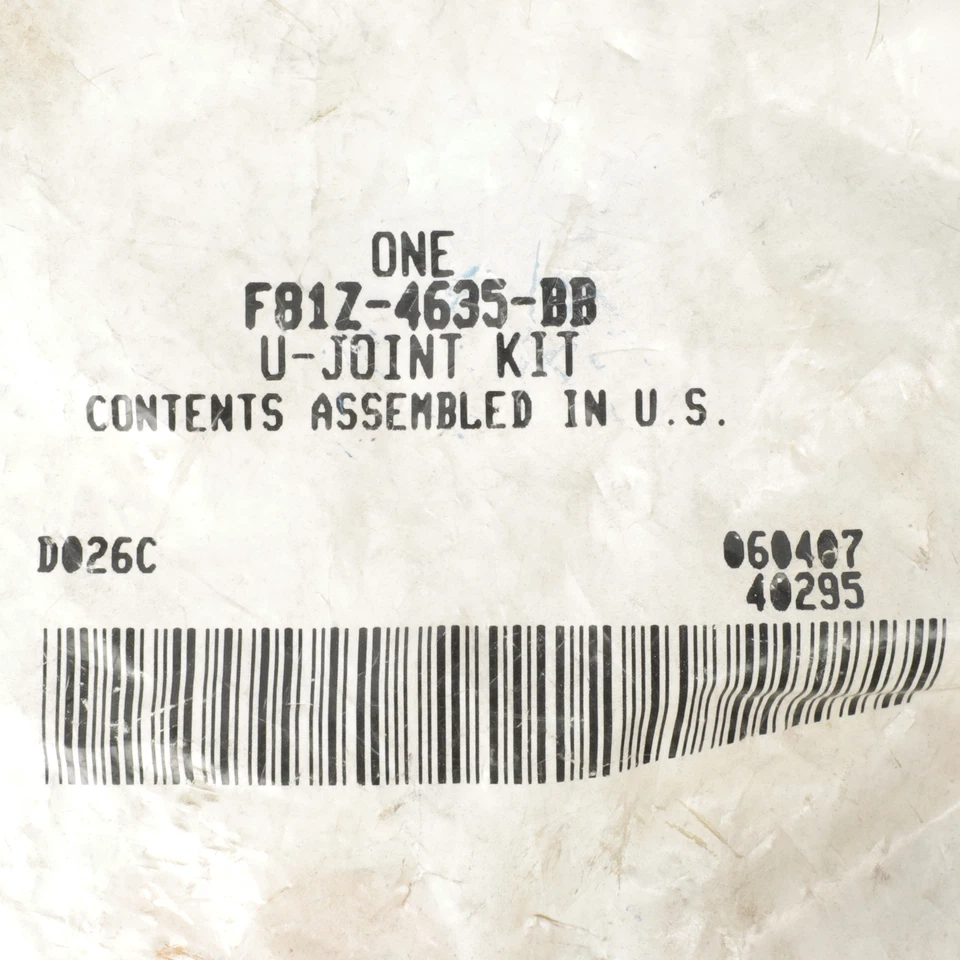 ONE
F81Z-4635-BB
U-JOINT KIT
CONTENTS ASSEMBLED IN U.S.
D026C
060407
40295